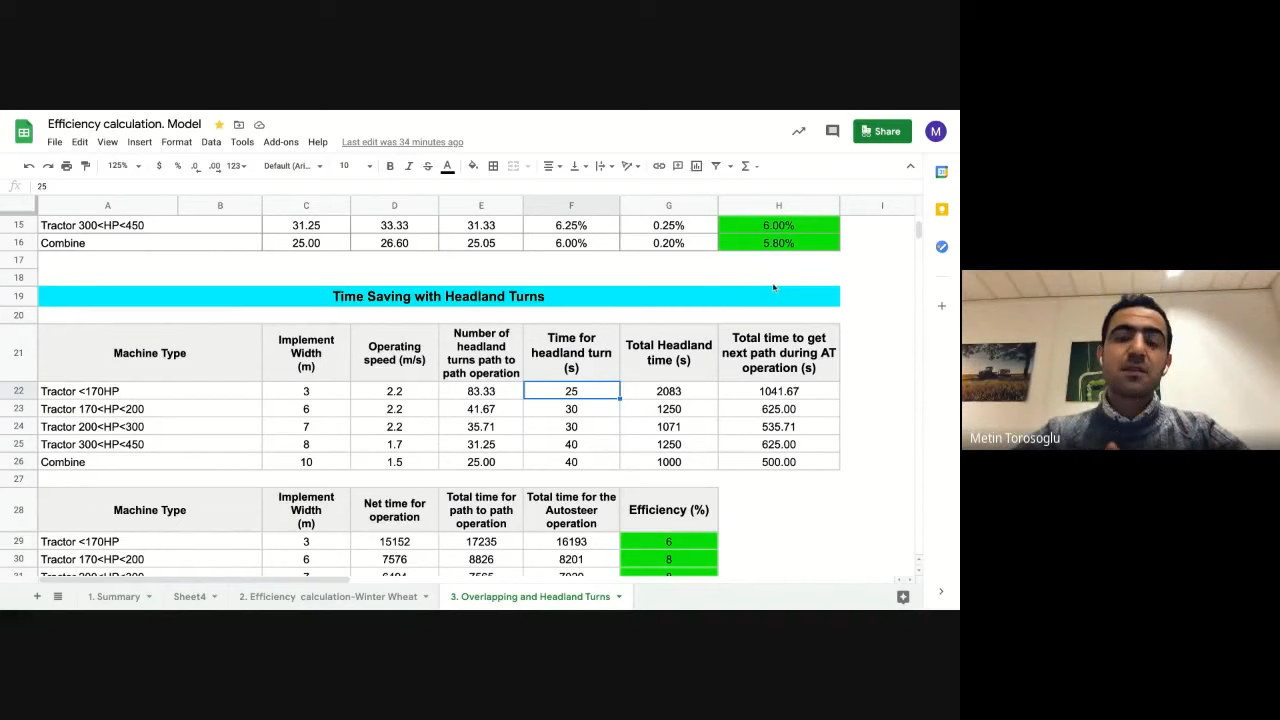 Efficiency calculation. Model
File Edit View Insert Format Data Tools Add-ons Help Last edit was 34 minutes ago
Share
M
125% $ % .0 .00 123 Default (Ari... 10 B I S A
fx 25
A B C D E F G H I
15 Tractor 300<HP<450 31.25 33.33 31.33 6.25% 0.25% 6.00%
16 Combine 25.00 26.60 25.05 6.00% 0.20% 5.80%
17
18
19 Time Saving with Headland Turns
20
21 Machine Type Implement Width (m) Operating speed (m/s) Number of headland turns path to path operation Time for headland turn (s) Total Headland time (s) Total time to get next path during AT operation (s)
22 Tractor <170HP 3 2.2 83.33 25 2083 1041.67
23 Tractor 170<HP<200 6 2.2 41.67 30 1250 625.00
24 Tractor 200<HP<300 7 2.2 35.71 30 1071 535.71
25 Tractor 300<HP<450 8 1.7 31.25 40 1250 625.00
26 Combine 10 1.5 25.00 40 1000 500.00
27
28 Machine Type Implement Width (m) Net time for operation Total time for path to path operation Total time for the Autosteer operation Efficiency (%)
29 Tractor <170HP 3 15152 17235 16193 6
30 Tractor 170<HP<200 6 7576 8826 8201 8
1. Summary Sheet4 2. Efficiency calculation-Winter Wheat 3. Overlapping and Headland Turns
Metin Torosoglu